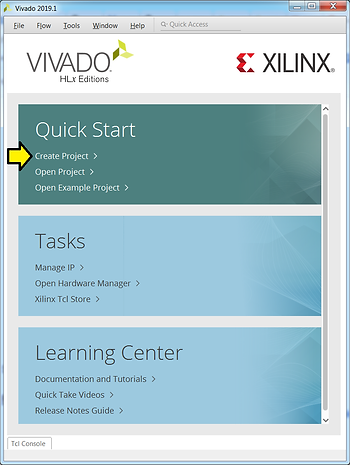 Vivado 2019.1
File Flow Tools Window Help Quick Access
VIVADO.
HLx Editions
XILINX
Quick Start
Create Project >
Open Project >
Open Example Project >
Tasks
Manage IP >
Open Hardware Manager >
Xilinx Tcl Store >
Learning Center
Documentation and Tutorials >
Quick Take Videos >
Release Notes Guide >
Tcl Console